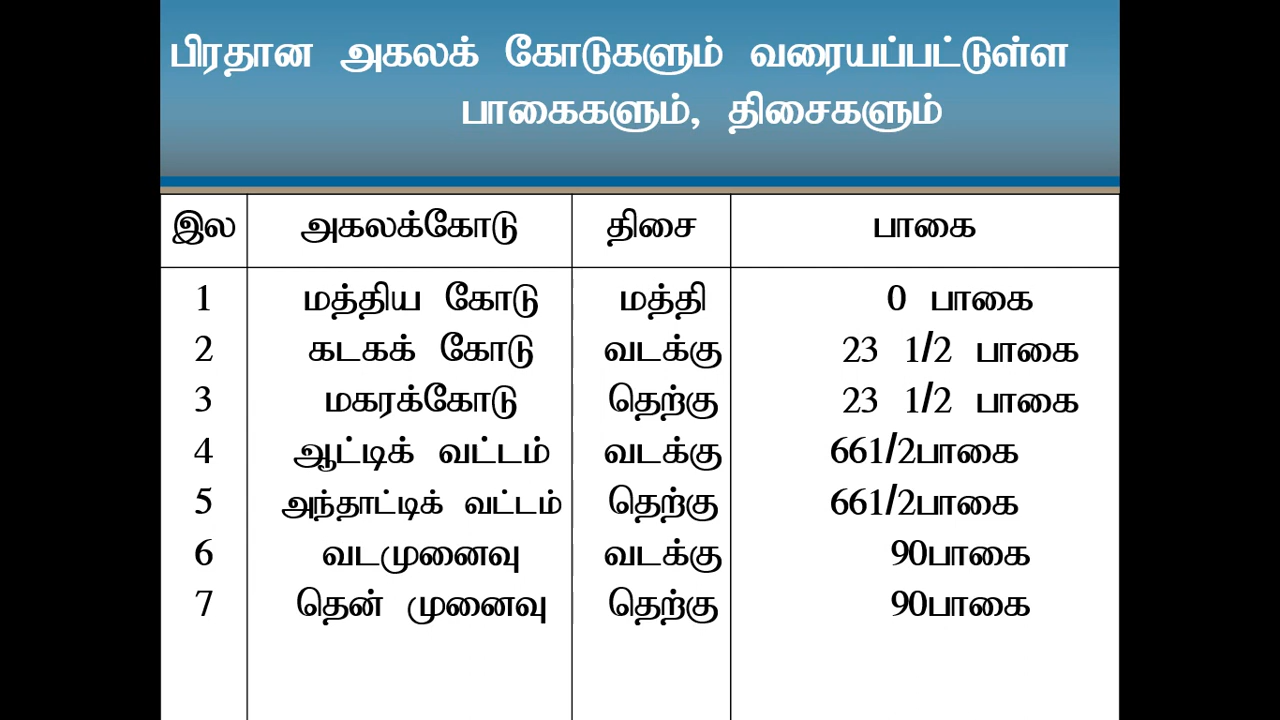 பிரதான அகலக் கோடுகளும் வரையப்பட்டுள்ள
பாகைகளும், திசைகளும்
இல அகலக்கோடு திசை பாகை
1 மத்திய கோடு மத்தி 0 பாகை
2 கடகக் கோடு வடக்கு 23 1/2 பாகை
3 மகரக்கோடு தெற்கு 23 1/2 பாகை
4 ஆட்டிக் வட்டம் வடக்கு 661/2பாகை
5 அந்தாட்டிக் வட்டம் தெற்கு 661/2பாகை
6 வடமுனைவு வடக்கு 90பாகை
7 தென் முனைவு தெற்கு 90பாகை